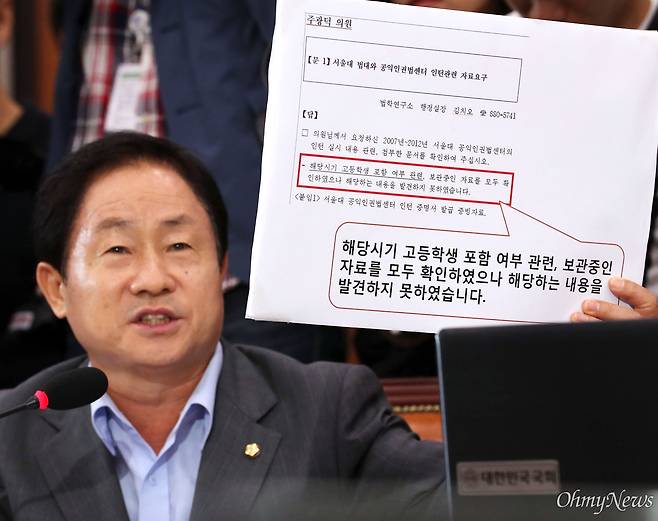 주광덕 의원
【문 1】 서울대 법대와 공익인권법센터 인턴관련 자료요구
법학연구소 행정실장 김치오 ☎ 880-5741
【답】
□ 의원님께서 요청하신 2007년-2012년 서울대 공익인권법센터의
인턴 실시 내용 관련, 첨부한 문서를 확인하여 주십시오.
- 해당시기 고등학생 포함 여부 관련, 보관중인 자료를 모두 확
인하였으나 해당하는 내용을 발견하지 못하였습니다.
<붙임1> 서울대 공익인권법센터 인턴 증명서 발급 증빙자료.
해당시기 고등학생 포함 여부 관련, 보관중인
자료를 모두 확인하였으나 해당하는 내용을
발견하지 못하였습니다.
대한민국국회
OhmyNews